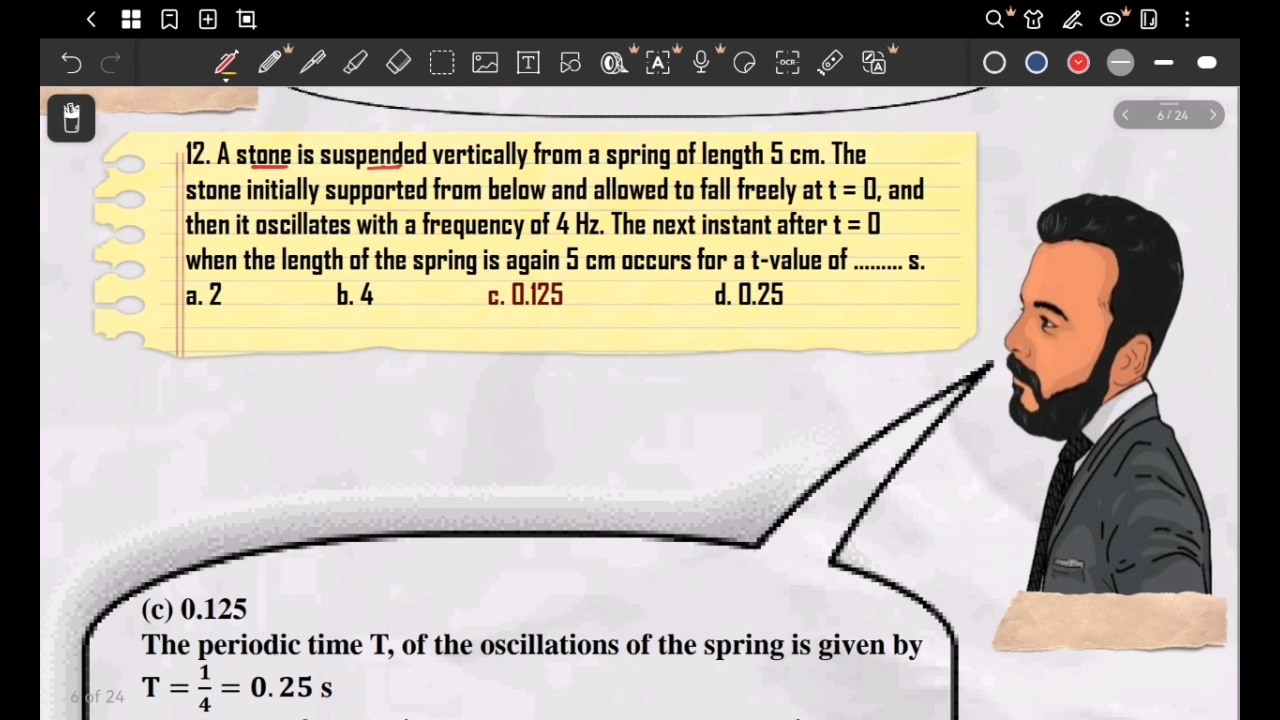 6/24
12. A stone is suspended vertically from a spring of length 5 cm. The
stone initially supported from below and allowed to fall freely at t = 0, and
then it oscillates with a frequency of 4 Hz. The next instant after t = 0
when the length of the spring is again 5 cm occurs for a t-value of ......... s.
a. 2 b. 4 c. 0.125 d. 0.25
(c) 0.125
The periodic time T, of the oscillations of the spring is given by
T = 1/4 = 0.25 s
6 of 24